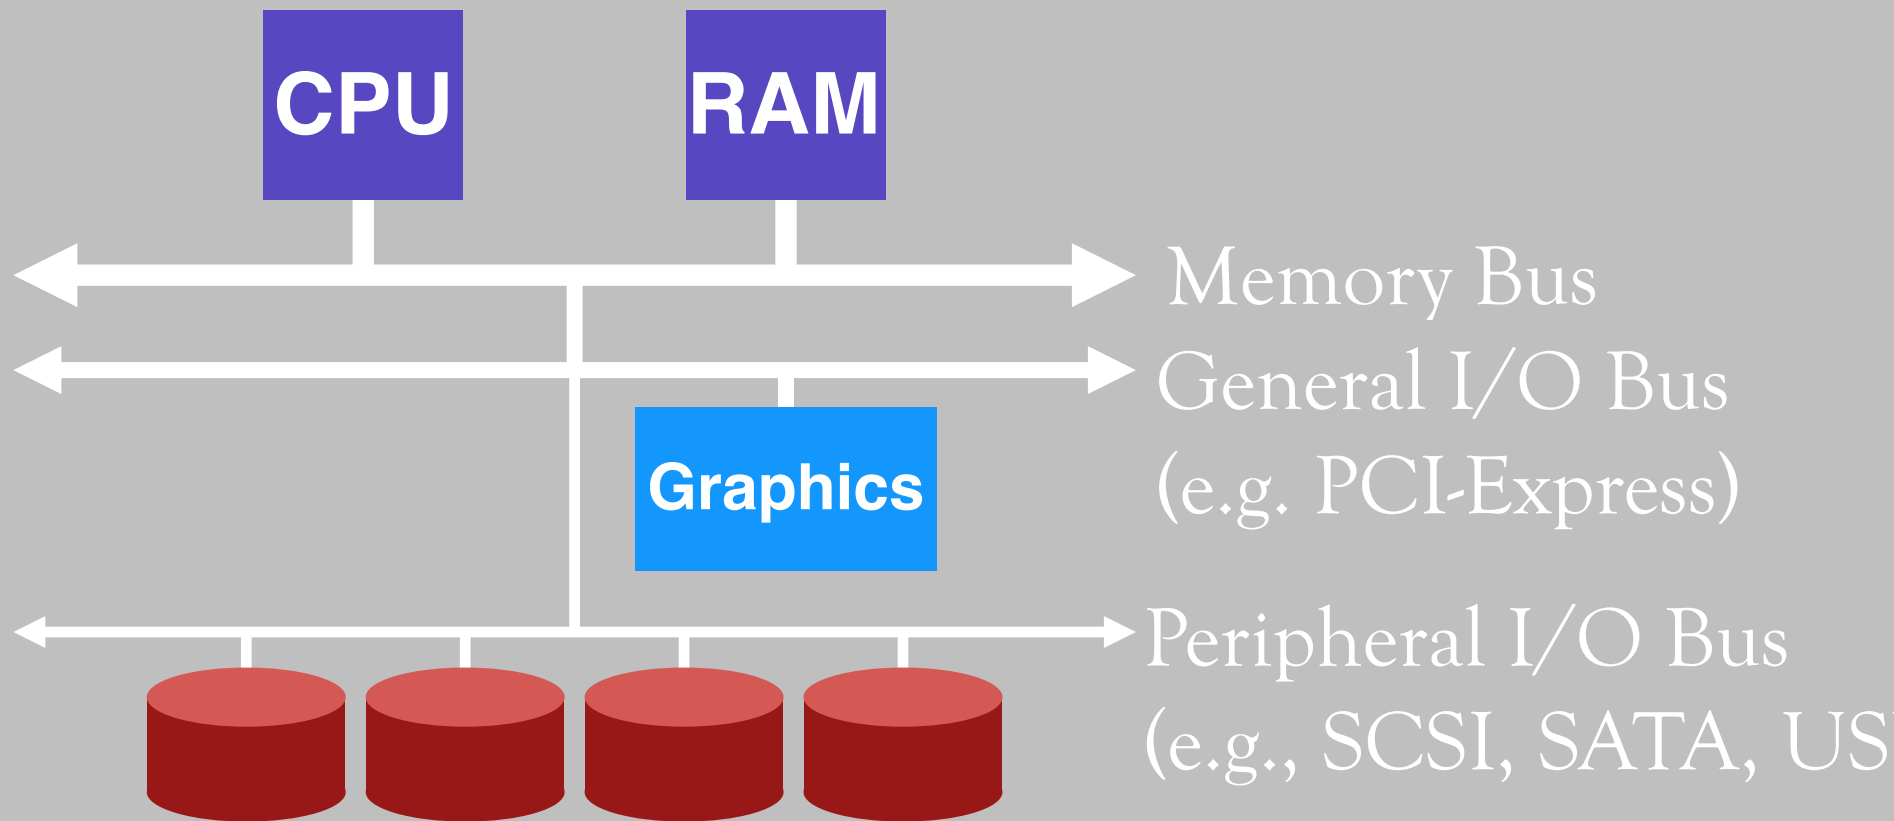 CPU
RAM
Memory Bus
General I/O Bus
(e.g. PCI-Express)
Graphics
Peripheral I/O Bus
(e.g., SCSI, SATA,